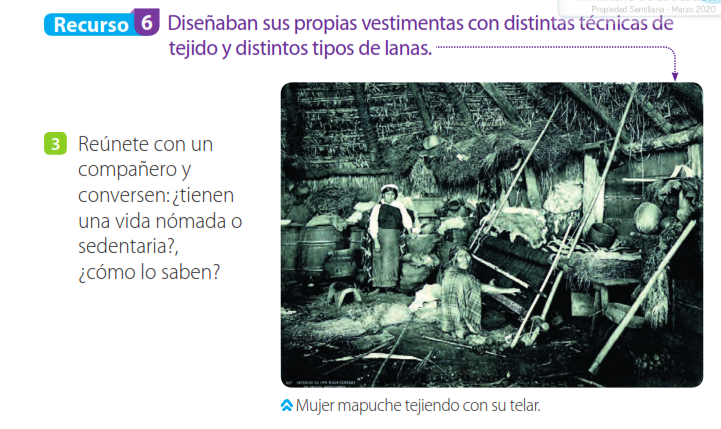 Propiedad Santillana - Marzo 2020
Recurso 6 Diseñaban sus propias vestimentas con distintas técnicas de
tejido y distintos tipos de lanas.
3 Reúnete con un
compañero y
conversen: ¿tienen
una vida nómada o
sedentaria?,
¿cómo lo saben?
Mujer mapuche tejiendo con su telar.